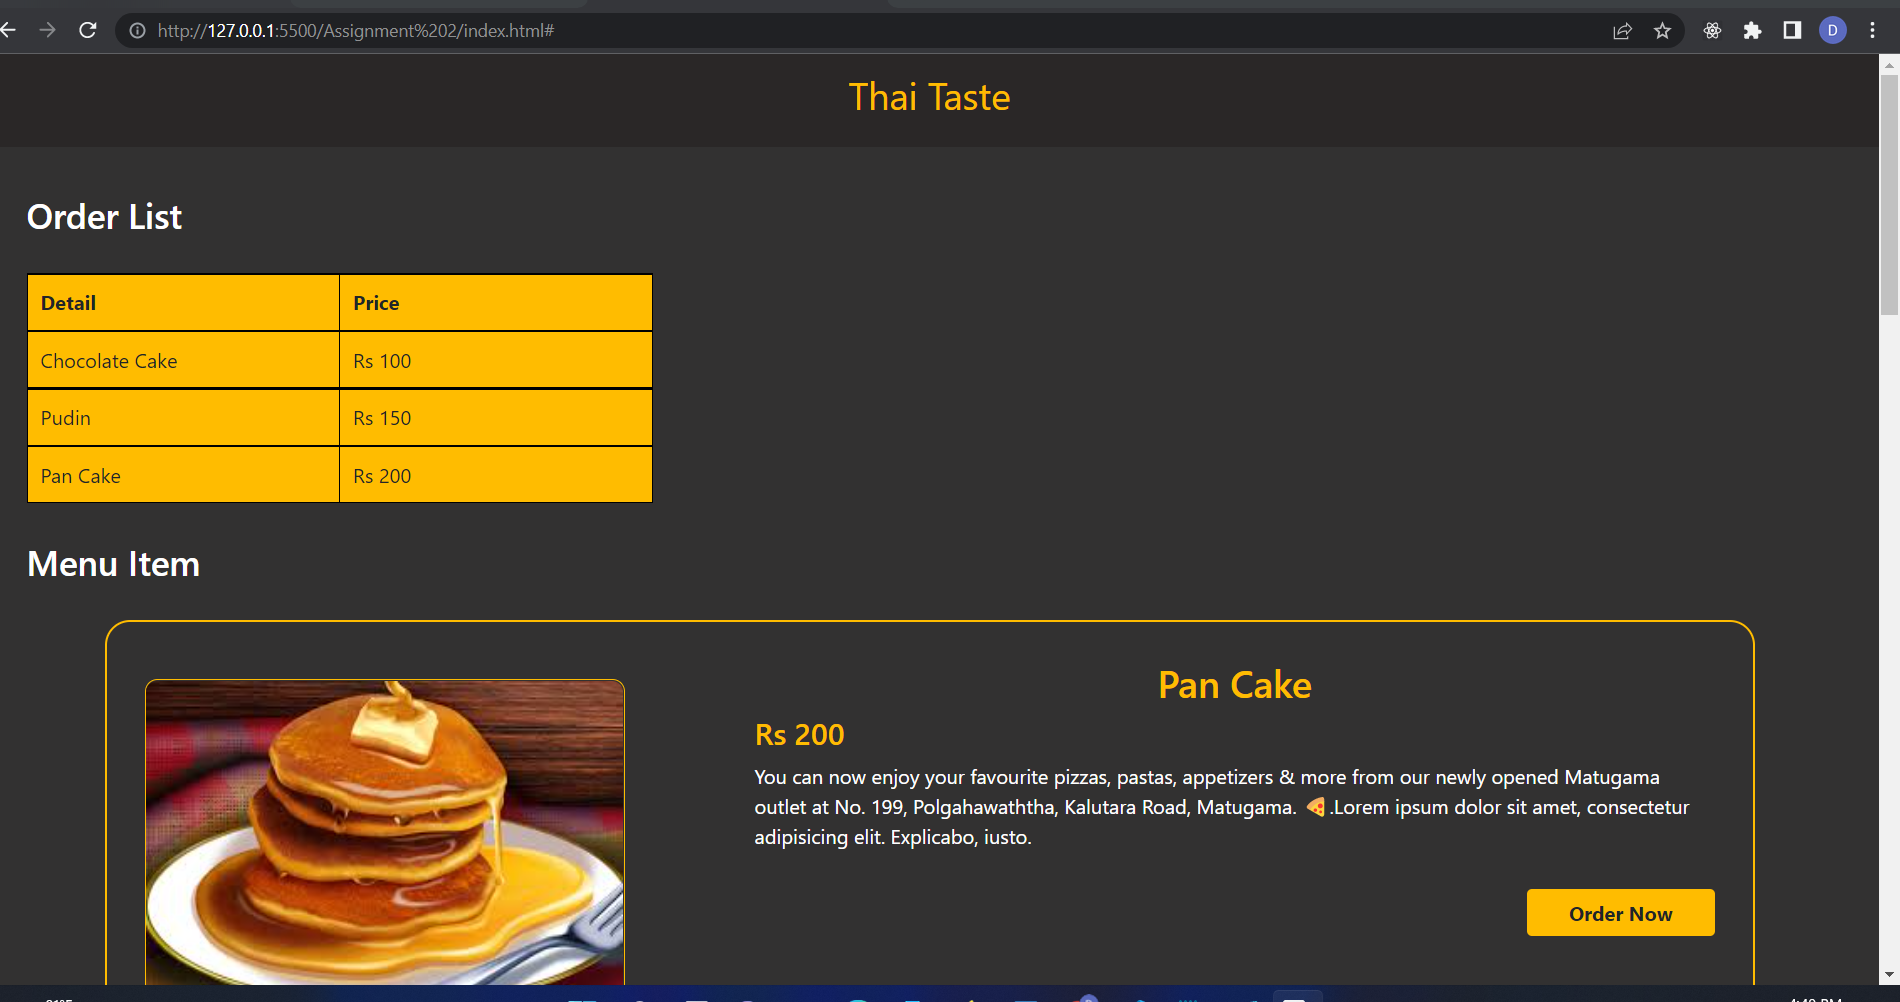 http://127.0.0.1:5500/Assignment%202/index.html#
D
Thai Taste
Order List
Detail Price
Chocolate Cake Rs 100
Pudin Rs 150
Pan Cake Rs 200
Menu Item
Pan Cake
Rs 200
You can now enjoy your favourite pizzas, pastas, appetizers & more from our newly opened Matugama
outlet at No. 199, Polgahawaththa, Kalutara Road, Matugama. 🍕.Lorem ipsum dolor sit amet, consectetur
adipisicing elit. Explicabo, iusto.
Order Now